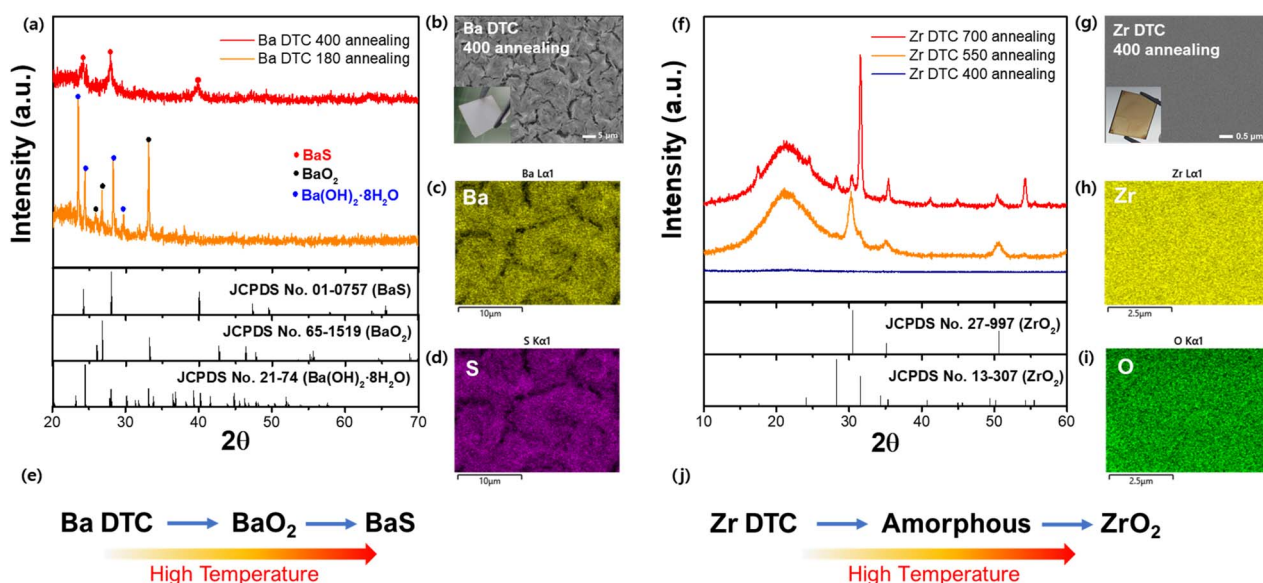 (a)
Intensity (a.u.)
Ba DTC 400 annealing
Ba DTC 180 annealing
BaS
BaO₂
Ba(OH)₂·8H₂O
JCPDS No. 01-0757 (BaS)
JCPDS No. 65-1519 (BaO₂)
JCPDS No. 21-74 (Ba(OH)₂·8H₂O)
20 30 40 50 60 70
2θ
(b)
Ba DTC
400 annealing
5 µm
(c)
Ba Lα1
Ba
10µm
(d)
S Kα1
S
10µm
(e)
Ba DTC BaO₂ BaS
High Temperature
(f)
Intensity (a.u.)
Zr DTC 700 annealing
Zr DTC 550 annealing
Zr DTC 400 annealing
JCPDS No. 27-997 (ZrO₂)
JCPDS No. 13-307 (ZrO₂)
10 20 30 40 50 60
2θ
(g)
Zr DTC
400 annealing
0.5 µm
(h)
Zr Lα1
Zr
2.5µm
(i)
O Kα1
O
2.5µm
(j)
Zr DTC Amorphous ZrO₂
High Temperature